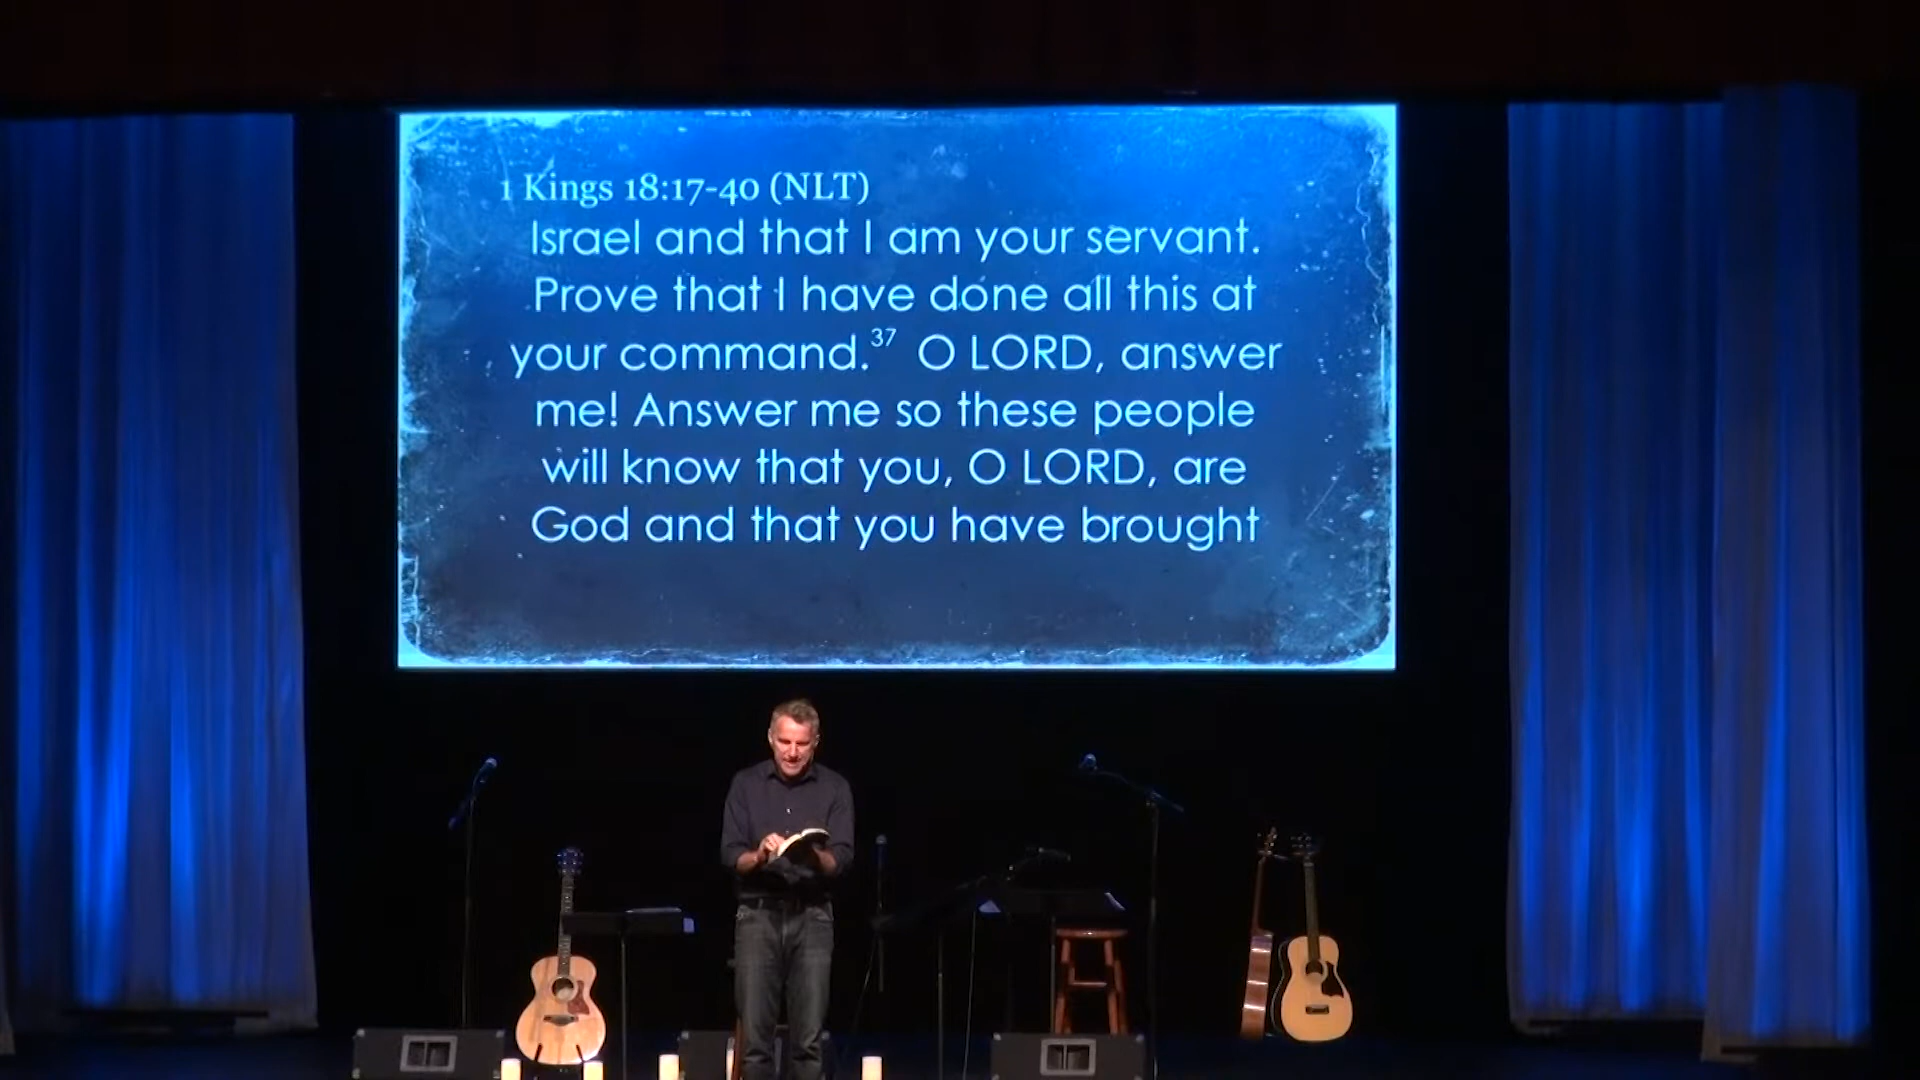 1 Kings 18:17-40 (NLT)
Israel and that I am your servant.
Prove that I have done all this at
your command.37 O LORD, answer
me! Answer me so these people
will know that you, O LORD, are
God and that you have brought